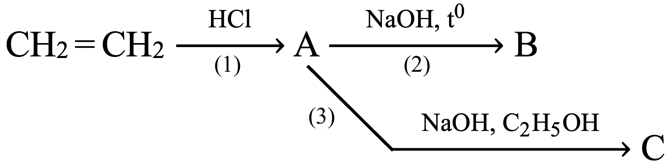 CH₂=CH₂ HCl (1) A NaOH, t⁰ (2) B
(3) NaOH, C₂H₅OH C